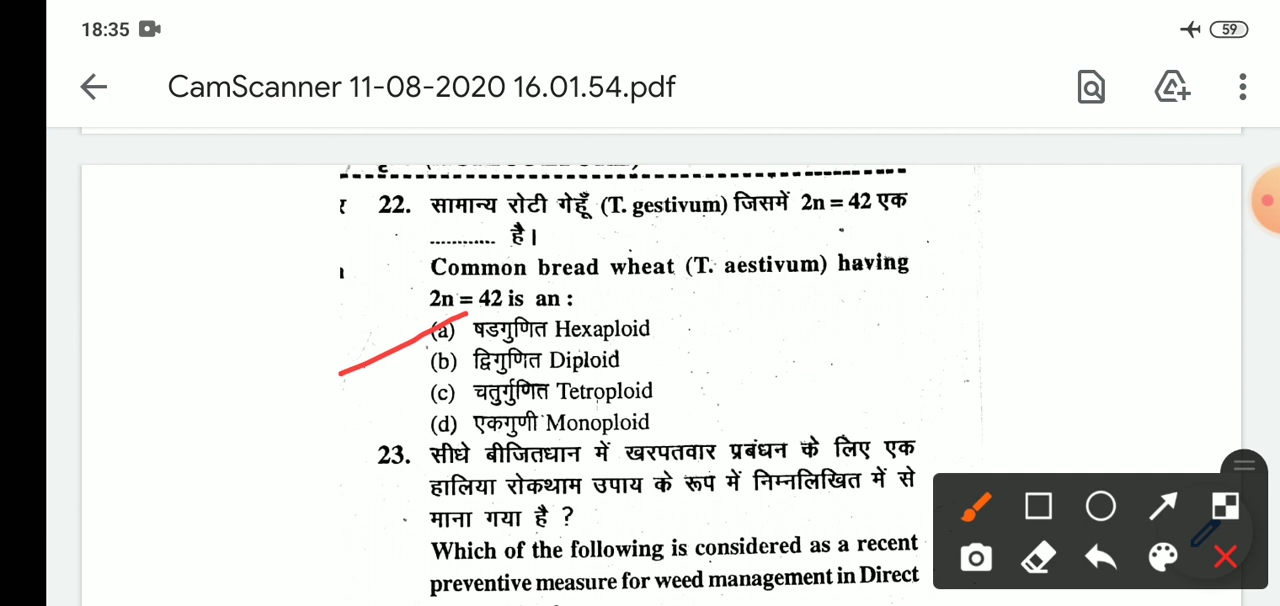 18:35
59
CamScanner 11-08-2020 16.01.54.pdf
22. सामान्य रोटी गेहूँ (T. gestivum) जिसमें 2n = 42 एक
............ है।
Common bread wheat (T. aestivum) having
2n = 42 is an :
(a) षडगुणित Hexaploid
(b) द्विगुणित Diploid
(c) चतुर्गुणित Tetroploid
(d) एकगुणी Monoploid
23. सीधे बीजितधान में खरपतवार प्रबंधन के लिए एक
हालिया रोकथाम उपाय के रूप में निम्नलिखित में से
माना गया है ?
Which of the following is considered as a recent
preventive measure for weed management in Direct